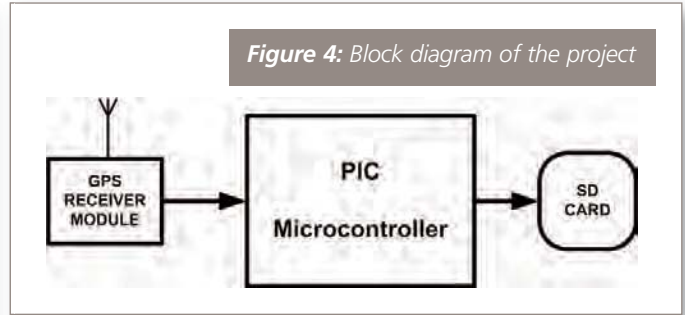 Figure 4: Block diagram of the project
GPS
RECEIVER
MODULE
PIC
Microcontroller
SD
CARD